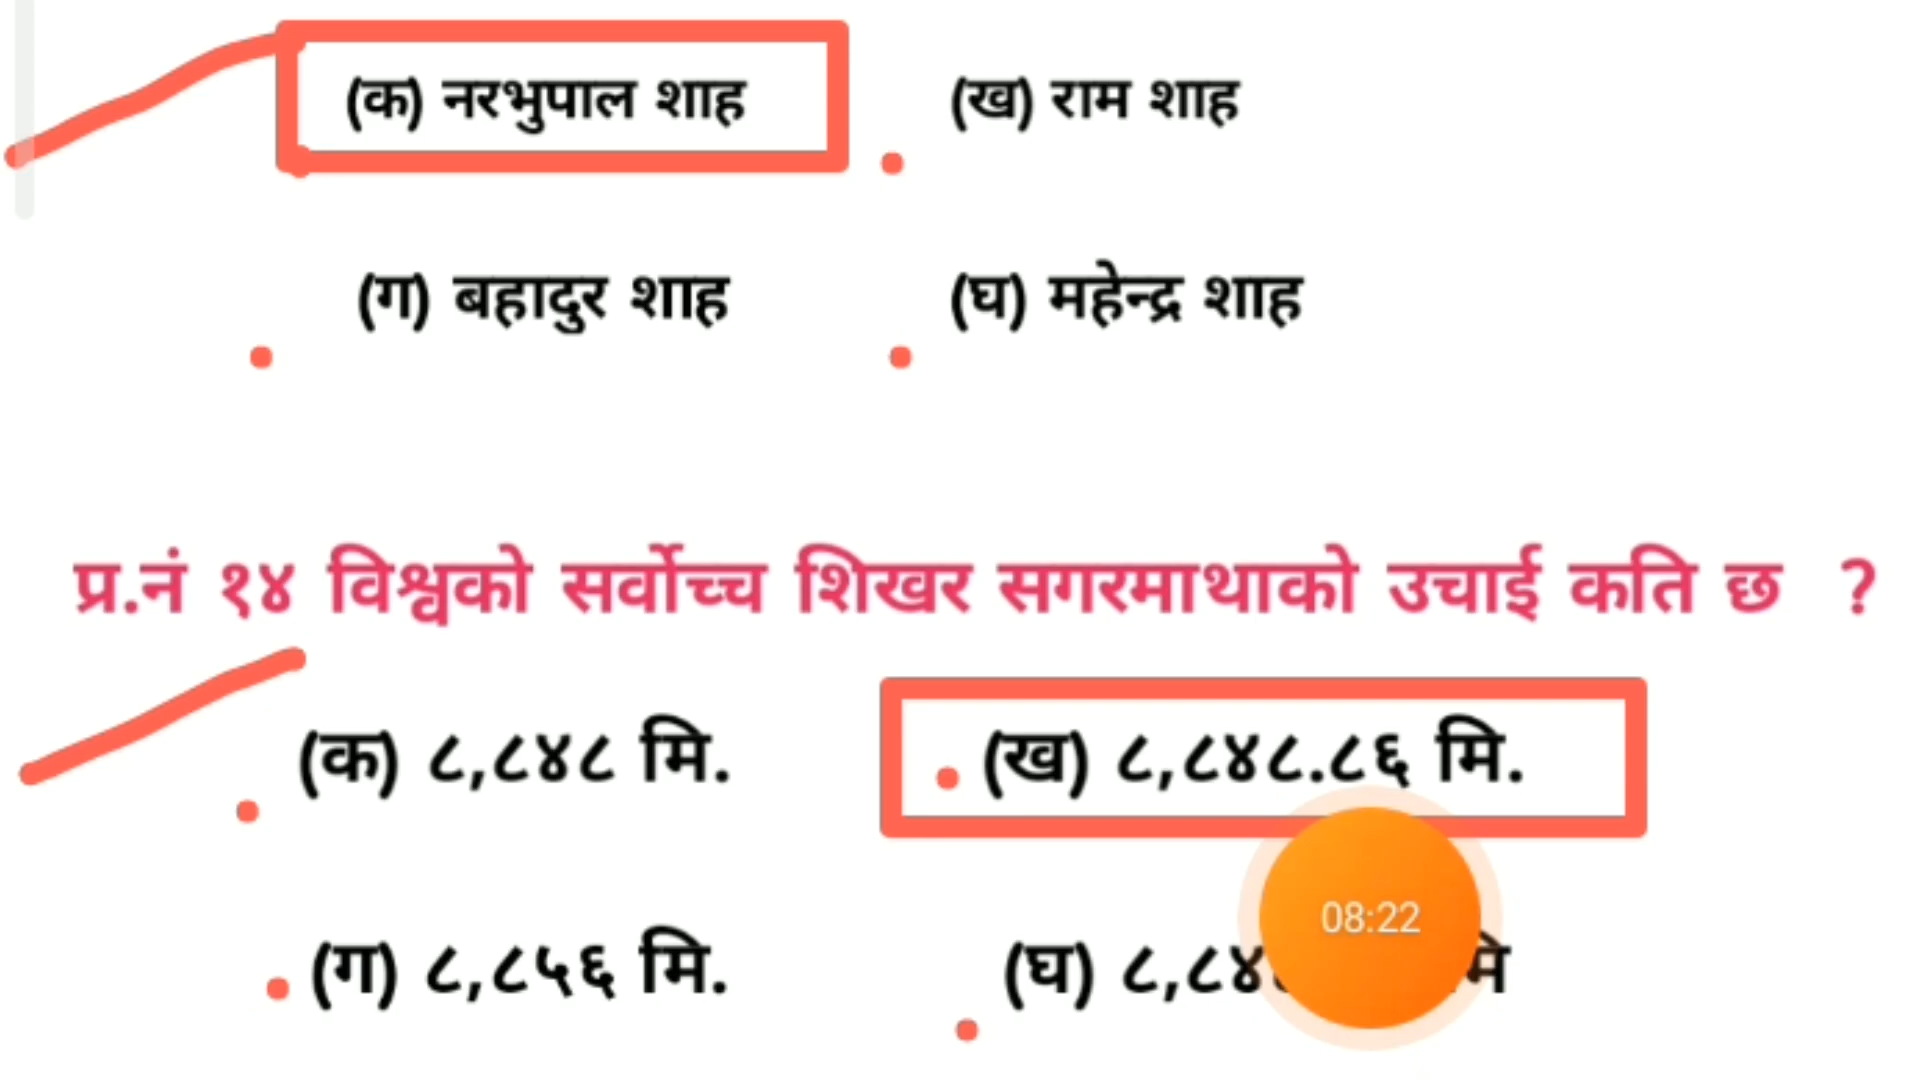 (क) नरभुपाल शाह (ख) राम शाह
(ग) बहादुर शाह (घ) महेन्द्र शाह
प्र.नं १४ विश्वको सर्वोच्च शिखर सगरमाथाको उचाई कति छ ?
(क) ८,८४८ मि. (ख) ८,८४८.८६ मि.
08:22
(ग) ८,८५६ मि. (घ) मि